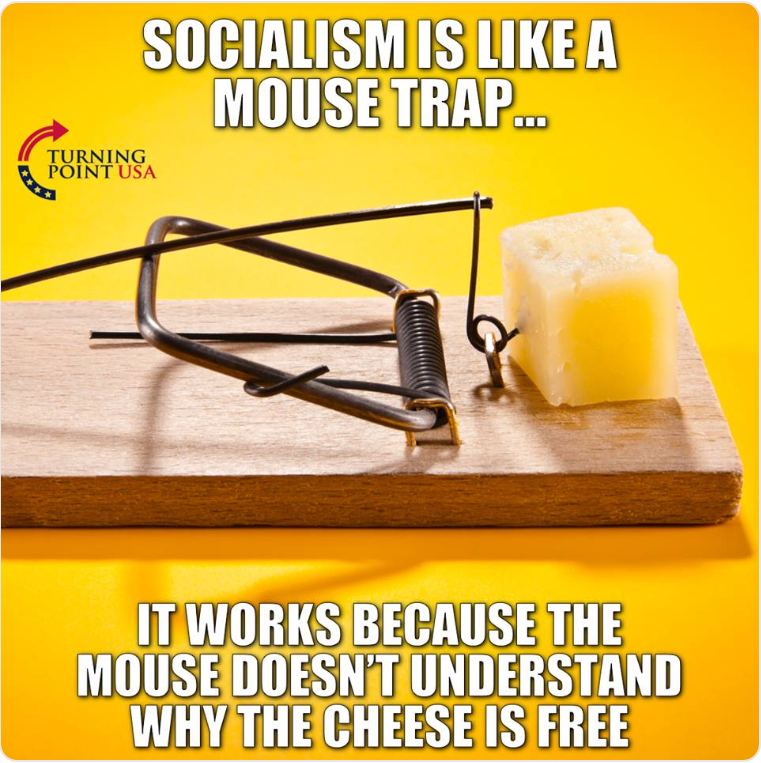 SOCIALISM IS LIKE A
MOUSE TRAP...
TURNING
POINT USA
IT WORKS BECAUSE THE
MOUSE DOESN'T UNDERSTAND
WHY THE CHEESE IS FREE